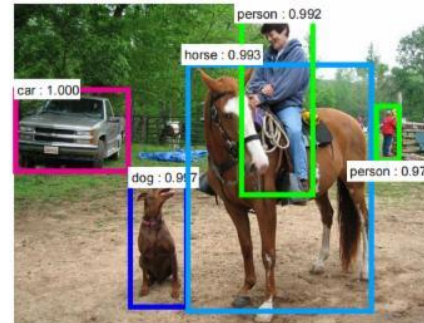 person : 0.992
horse : 0.993
car : 1.000
dog : 0.997
person : 0.97